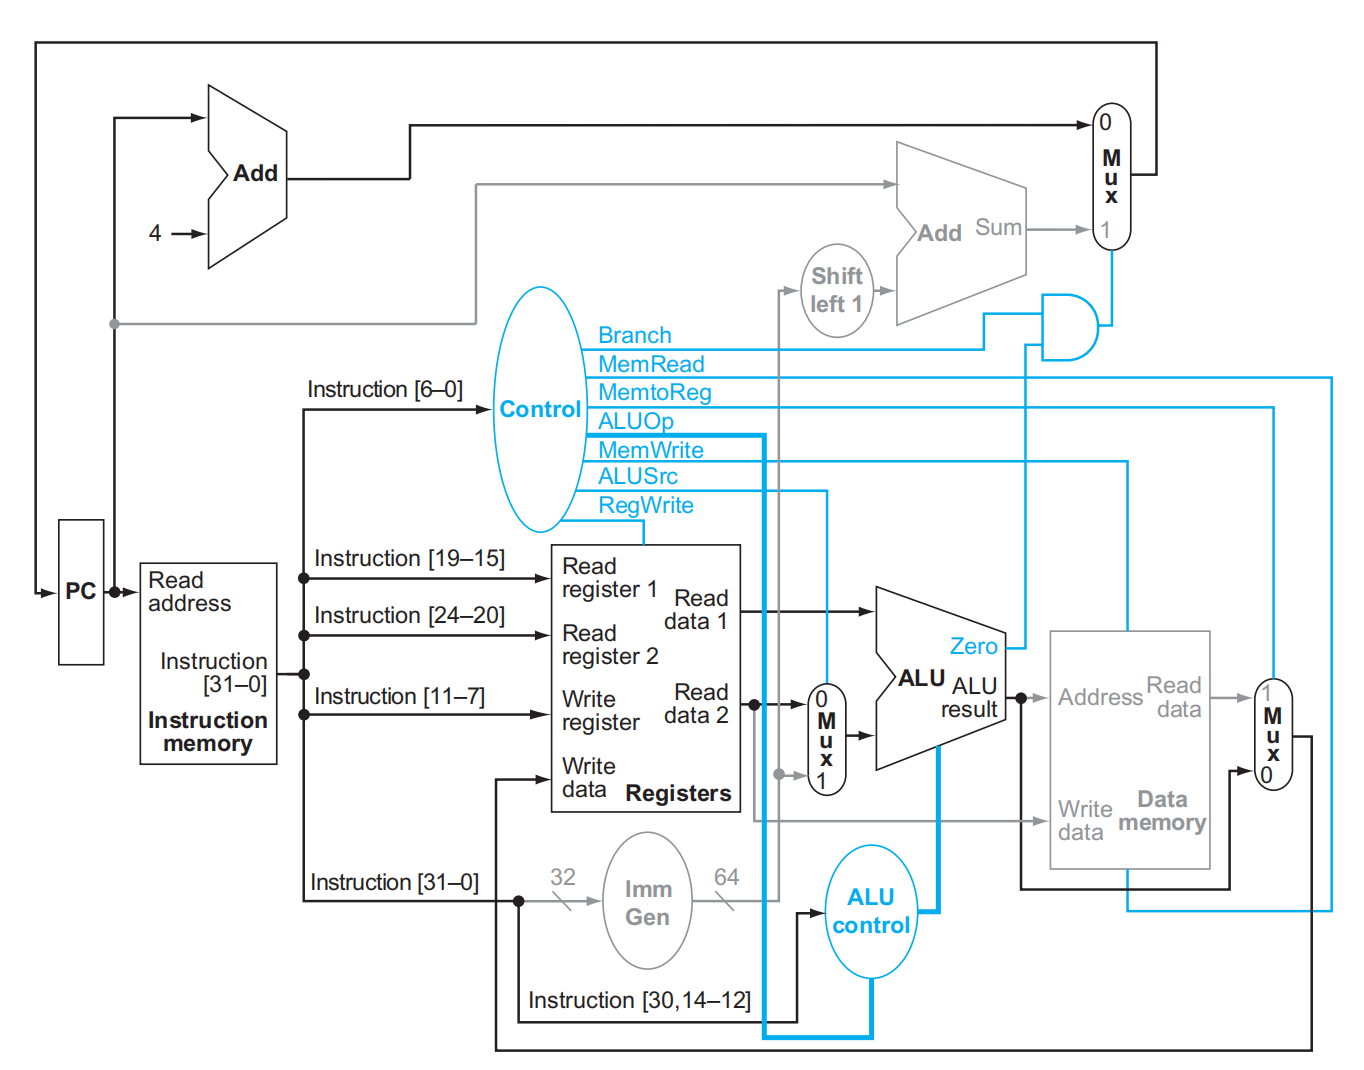 0
M
u
x
1
Add
4
Add Sum
Shift
left 1
Branch
MemRead
MemtoReg
ALUOp
MemWrite
ALUSrc
RegWrite
Control
Instruction [6–0]
Instruction [19–15]
Instruction [24–20]
Instruction [11–7]
Instruction [31–0]
PC
Read
address
Instruction
[31–0]
Instruction
memory
Read
register 1
Read
register 2
Write
register
Write
data
Read
data 1
Read
data 2
Registers
0
M
u
x
1
Zero
ALU
ALU
result
Address
Read
data
Write
data
Data
memory
1
M
u
x
0
32
Imm
Gen
64
ALU
control
Instruction [30,14–12]